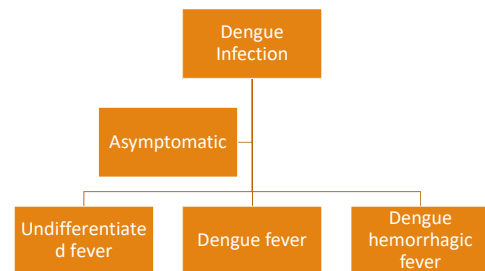 Dengue
Infection
Asymptomatic
Undifferentiate
d fever
Dengue fever
Dengue
hemorrhagic
fever